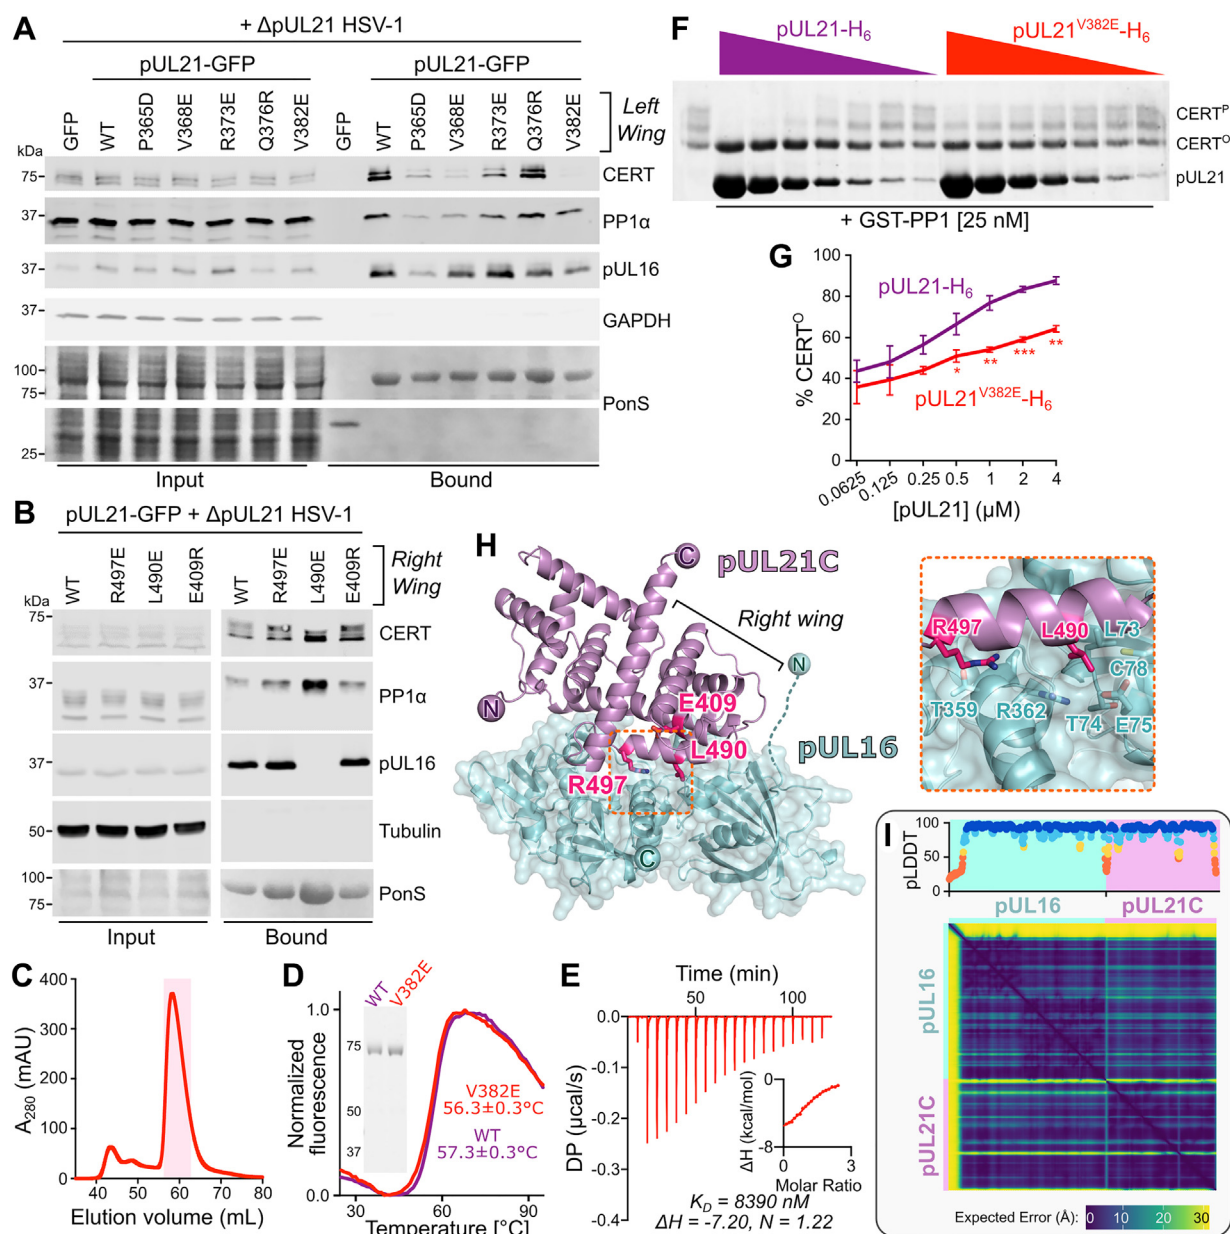 A
+ ΔpUL21 HSV-1
pUL21-GFP
pUL21-GFP
GFP
WT
P365D
V368E
R373E
Q376R
V382E
GFP
WT
P365D
V368E
R373E
Q376R
V382E
Left
Wing
kDa
75
CERT
37
PP1α
37
pUL16
37
GAPDH
100
75
PonS
25
Input
Bound
B
pUL21-GFP + ΔpUL21 HSV-1
WT
R497E
L490E
E409R
WT
R497E
L490E
E409R
Right
Wing
kDa
75
CERT
37
PP1α
37
pUL16
50
Tubulin
100
75
PonS
Input
Bound
C
A280 (mAU)
400
300
200
100
0
40
60
80
Elution volume (mL)
D
Normalized
fluorescence
1.0
0.0
WT
V382E
75
50
37
V382E
56.3±0.3°C
WT
57.3±0.3°C
30
60
90
Temperature [°C]
E
Time (min)
50
100
DP (μcal/s)
0.0
-0.1
-0.2
-0.3
-0.4
ΔH (kcal/mol)
0
-8
0
3
Molar Ratio
KD = 8390 nM
ΔH = -7.20, N = 1.22
F
pUL21-H6
pUL21V382E-H6
CERTP
CERTO
pUL21
+ GST-PP1 [25 nM]
G
% CERTO
100
80
60
40
20
0
pUL21-H6
pUL21V382E-H6
*
**
***
**
0.0625
0.125
0.25
0.5
1
2
4
[pUL21] (μM)
H
C
pUL21C
Right wing
N
N
E409
L490
R497
pUL16
C
R497
L490
L73
C78
T359
R362
T74
E75
I
pLDDT
100
50
0
pUL16
pUL21C
pUL16
pUL21C
Expected Error (Å):
0
10
20
30